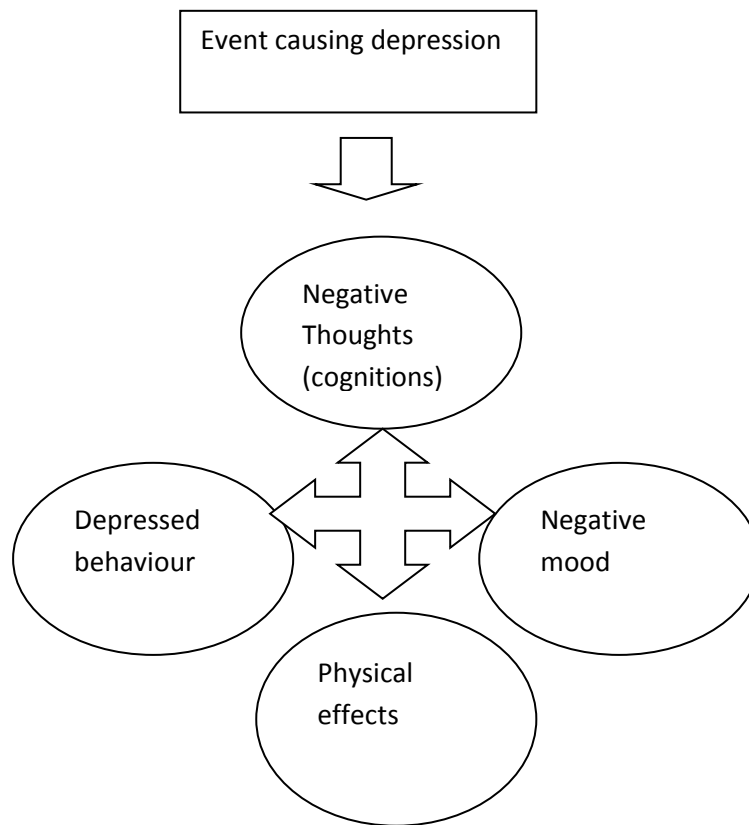 Event causing depression
Negative
Thoughts
(cognitions)
Depressed
behaviour
Negative
mood
Physical
effects